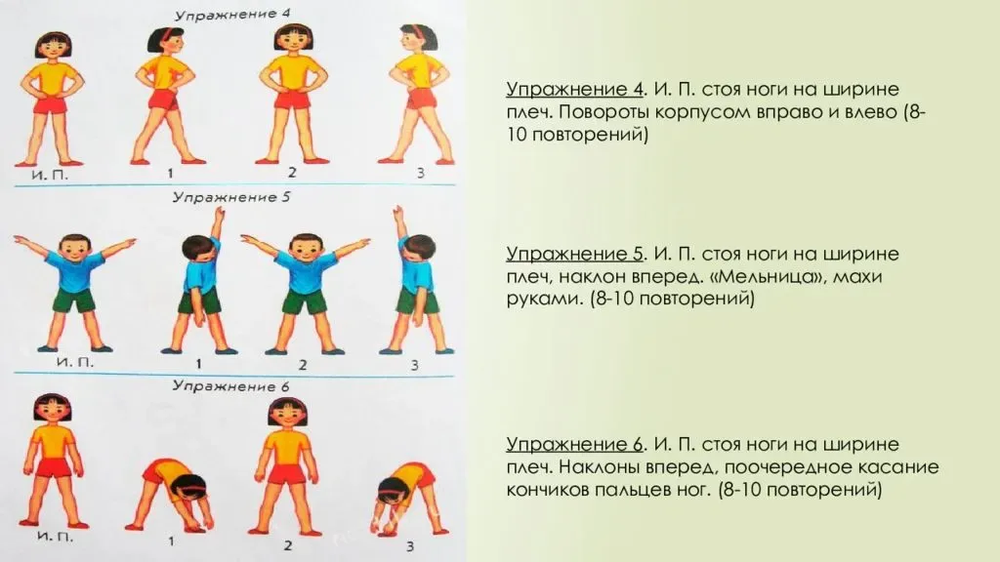 Упражнение 4
И. П.
1
2
3
Упражнение 5
И. П.
1
2
3
Упражнение 6
И. П.
1
2
3
Упражнение 4. И. П. стоя ноги на ширине
плеч. Повороты корпусом вправо и влево (8-
10 повторений)
Упражнение 5. И. П. стоя ноги на ширине
плеч, наклон вперед. «Мельница», махи
руками. (8-10 повторений)
Упражнение 6. И. П. стоя ноги на ширине
плеч. Наклоны вперед, поочередное касание
кончиков пальцев ног. (8-10 повторений)